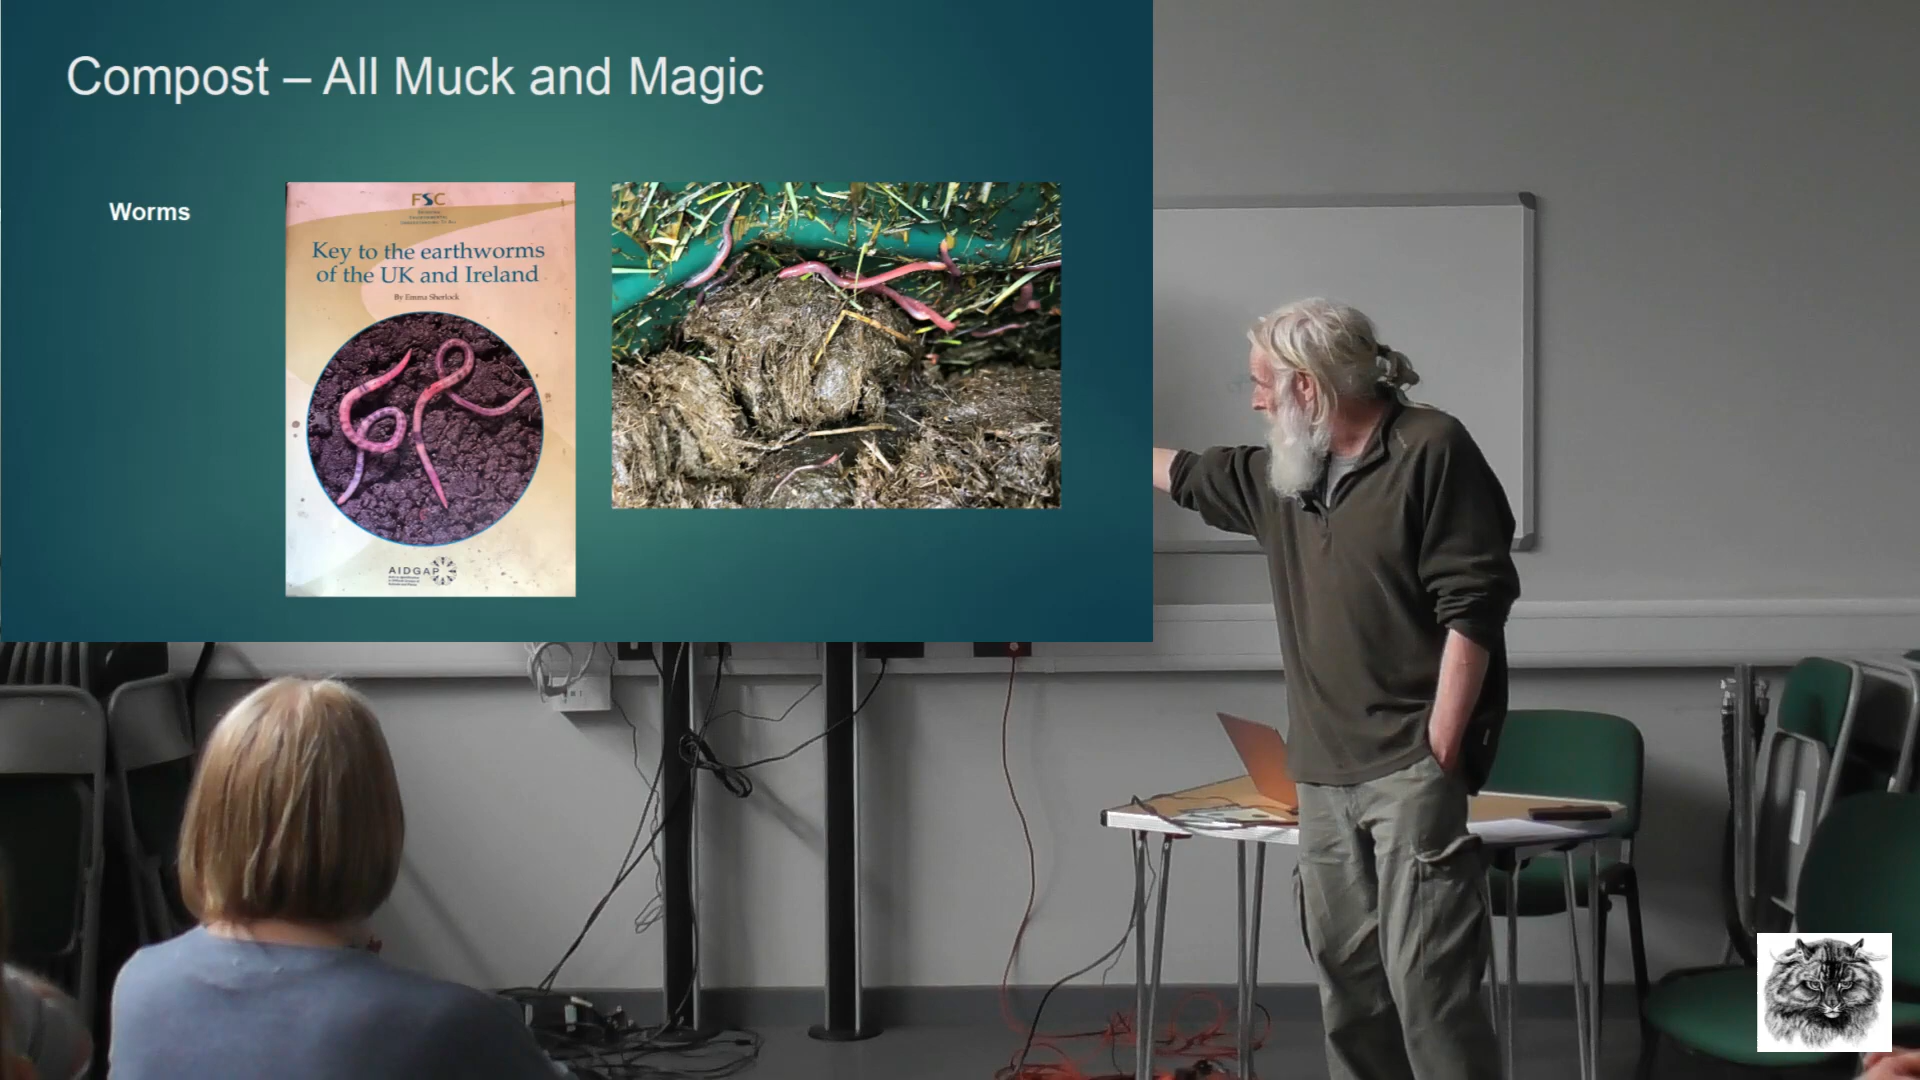 Compost – All Muck and Magic
Worms
FSC
Key to the earthworms
of the UK and Ireland
By Emma Sherlock
AIDGAP